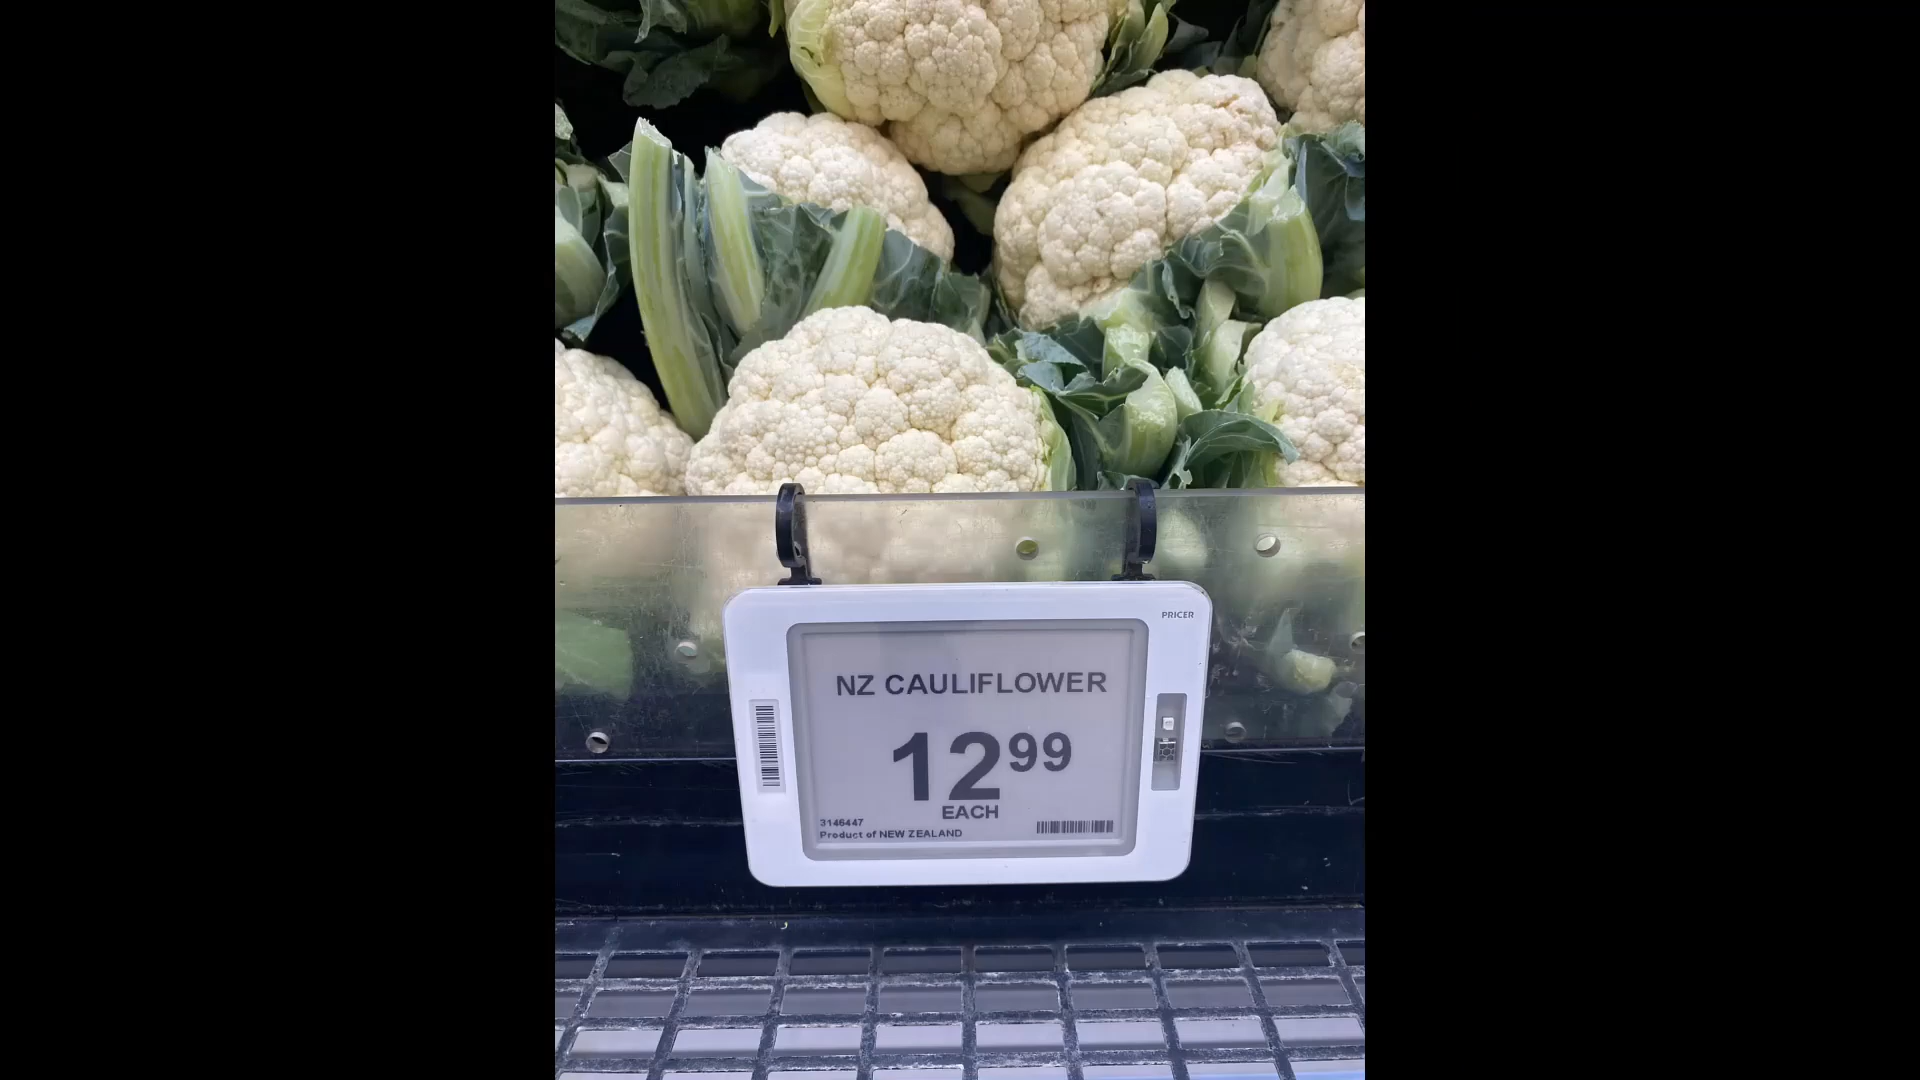 PRICER
NZ CAULIFLOWER
12 99
EACH
3146447
Product of NEW ZEALAND